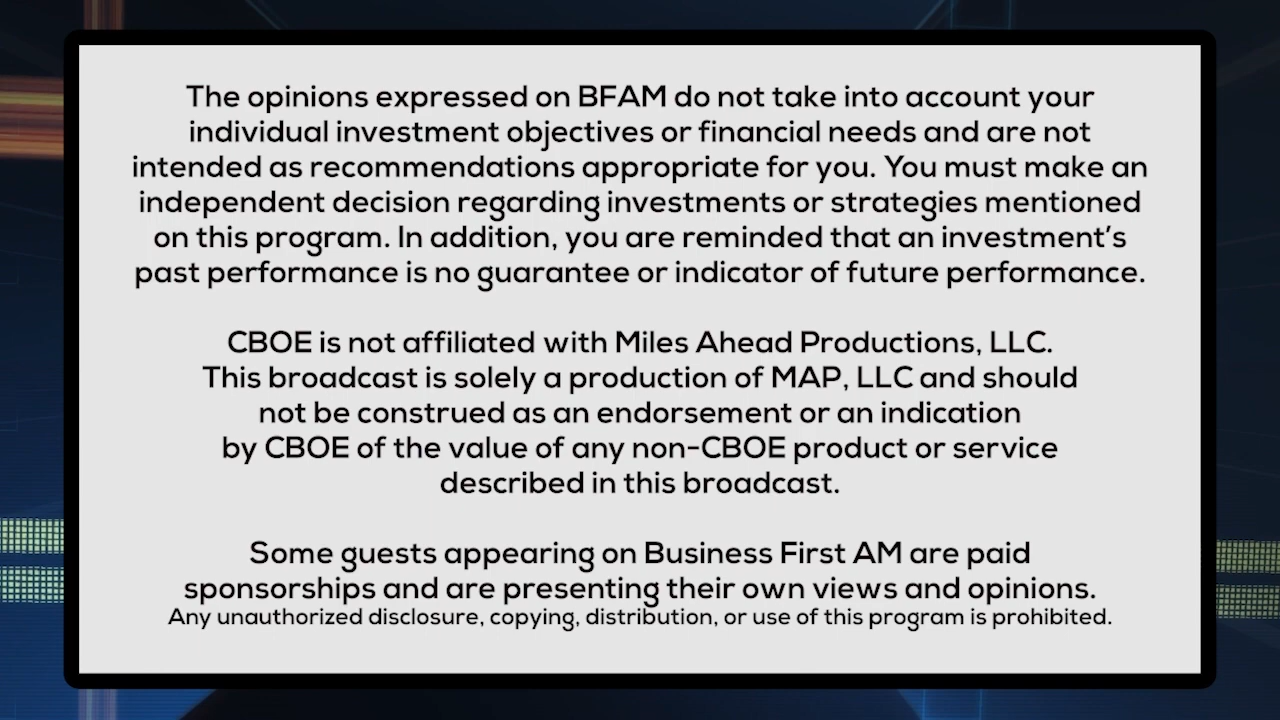 The opinions expressed on BFAM do not take into account your
individual investment objectives or financial needs and are not
intended as recommendations appropriate for you. You must make an
independent decision regarding investments or strategies mentioned
on this program. In addition, you are reminded that an investment's
past performance is no guarantee or indicator of future performance.
CBOE is not affiliated with Miles Ahead Productions, LLC.
This broadcast is solely a production of MAP, LLC and should
not be construed as an endorsement or an indication
by CBOE of the value of any non-CBOE product or service
described in this broadcast.
Some guests appearing on Business First AM are paid
sponsorships and are presenting their own views and opinions.
Any unauthorized disclosure, copying, distribution, or use of this program is prohibited.